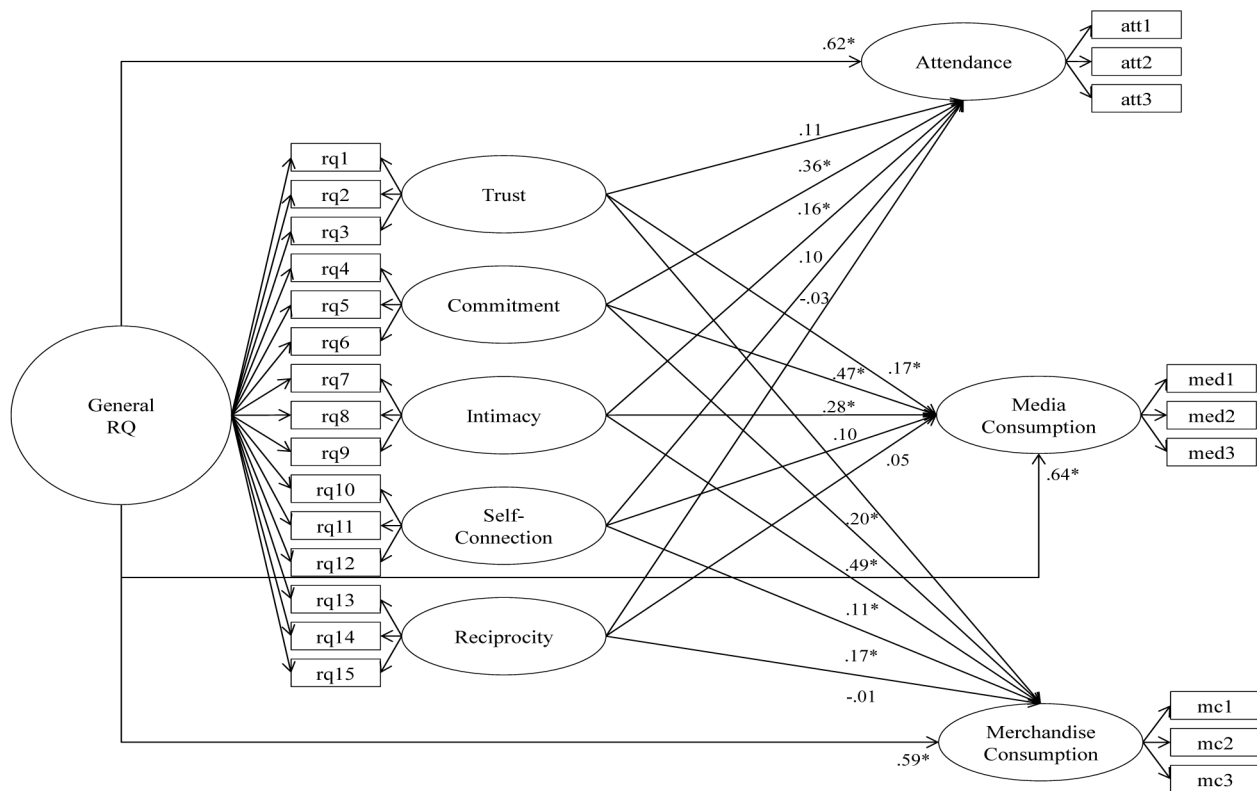 .62*
Attendance
att1
att2
att3
rq1
rq2
rq3
rq4
rq5
rq6
rq7
rq8
rq9
rq10
rq11
rq12
rq13
rq14
rq15
General
RQ
Trust
Commitment
Intimacy
Self-
Connection
Reciprocity
.11
.36*
.16*
.10
-.03
.17*
.47*
.28*
.10
.05
.64*
.20*
.49*
.11*
.17*
-.01
.59*
Media
Consumption
med1
med2
med3
Merchandise
Consumption
mc1
mc2
mc3